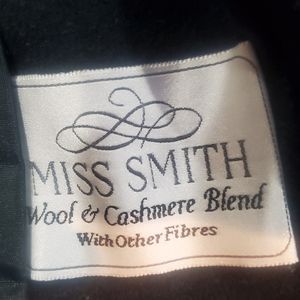 MISS SMITH
Wool & Cashmere Blend
With Other Fibres